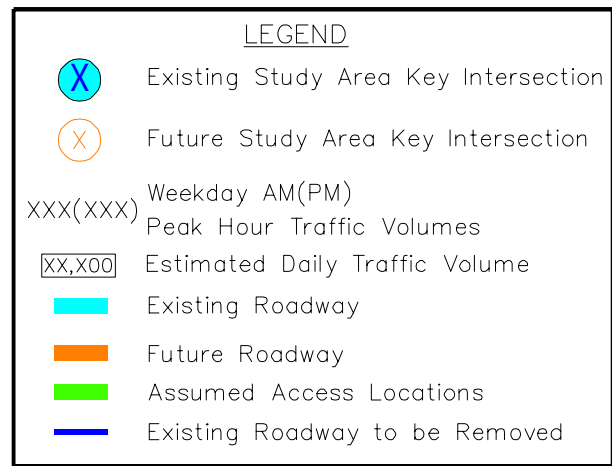 LEGEND
X Existing Study Area Key Intersection
X Future Study Area Key Intersection
XXX(XXX) Weekday AM(PM)
Peak Hour Traffic Volumes
XX,X00 Estimated Daily Traffic Volume
Existing Roadway
Future Roadway
Assumed Access Locations
Existing Roadway to be Removed